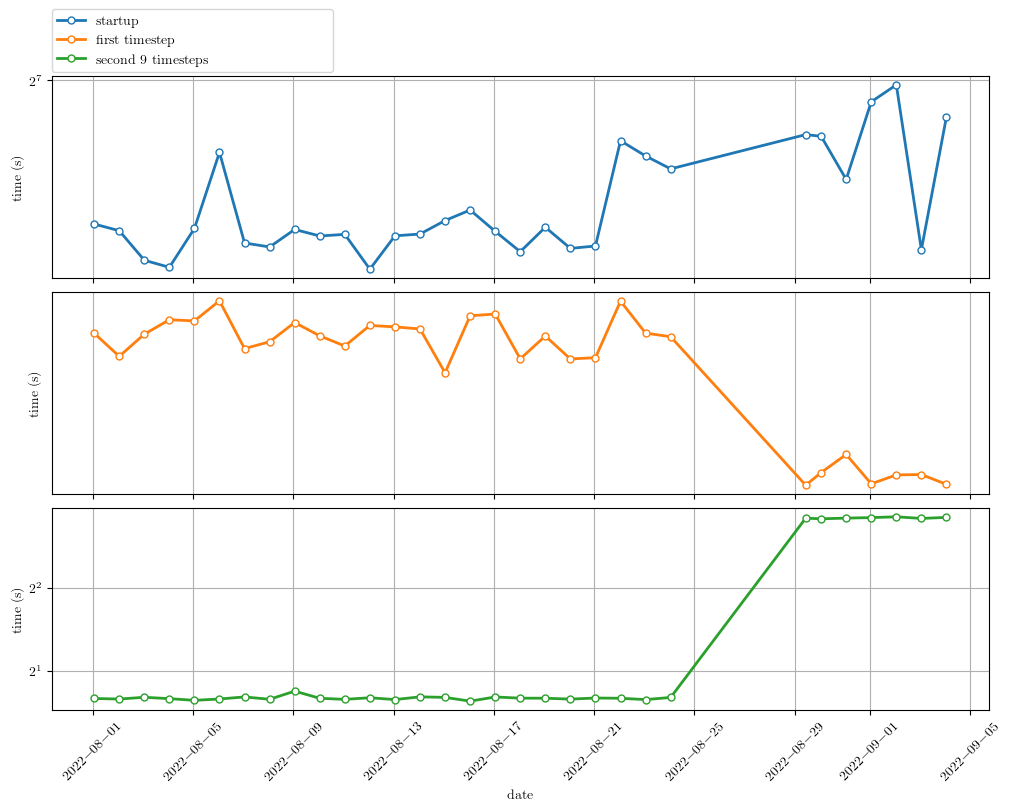 startup
first timestep
second 9 timesteps
2^7
time (s)
time (s)
2^2
time (s)
2^1
2022−08−01
2022−08−05
2022−08−09
2022−08−13
2022−08−17
2022−08−21
2022−08−25
2022−08−29
2022−09−01
2022−09−05
date